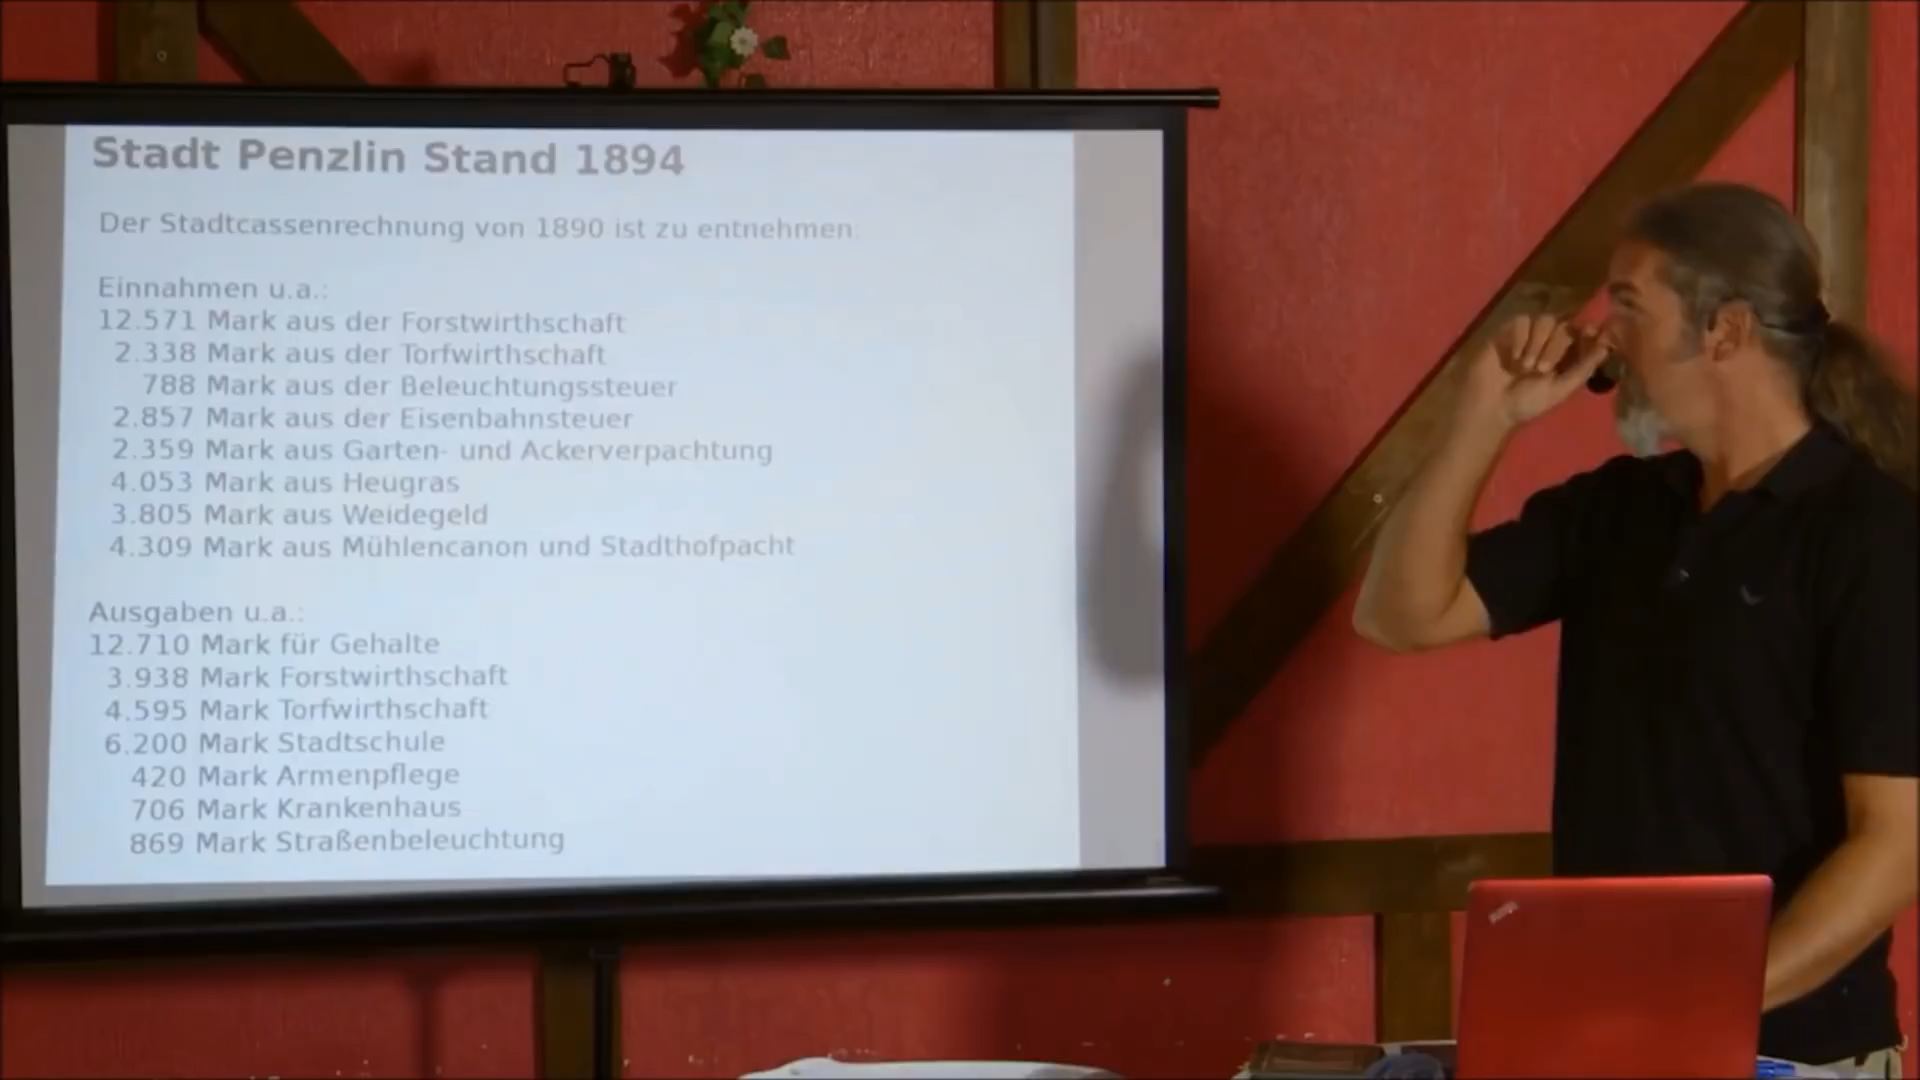 Stadt Penzlin Stand 1894
Der Stadtcassenrechnung von 1890 ist zu entnehmen:
Einnahmen u.a.:
12.571 Mark aus der Forstwirthschaft
2.338 Mark aus der Torfwirthschaft
788 Mark aus der Beleuchtungssteuer
2.857 Mark aus der Eisenbahnsteuer
2.359 Mark aus Garten- und Ackerverpachtung
4.053 Mark aus Heugras
3.805 Mark aus Weidegeld
4.309 Mark aus Mühlencanon und Stadthofpacht
Ausgaben u.a.:
12.710 Mark für Gehalte
3.938 Mark Forstwirthschaft
4.595 Mark Torfwirthschaft
6.200 Mark Stadtschule
420 Mark Armenpflege
706 Mark Krankenhaus
869 Mark Straßenbeleuchtung